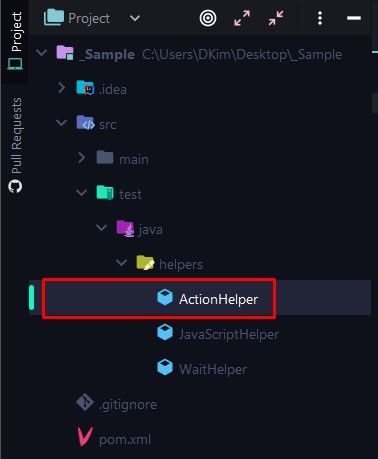 Project
Project
Pull Requests
_Sample C:\Users\DKim\Desktop\_Sample
.idea
src
main
test
java
helpers
ActionHelper
JavaScriptHelper
WaitHelper
.gitignore
pom.xml